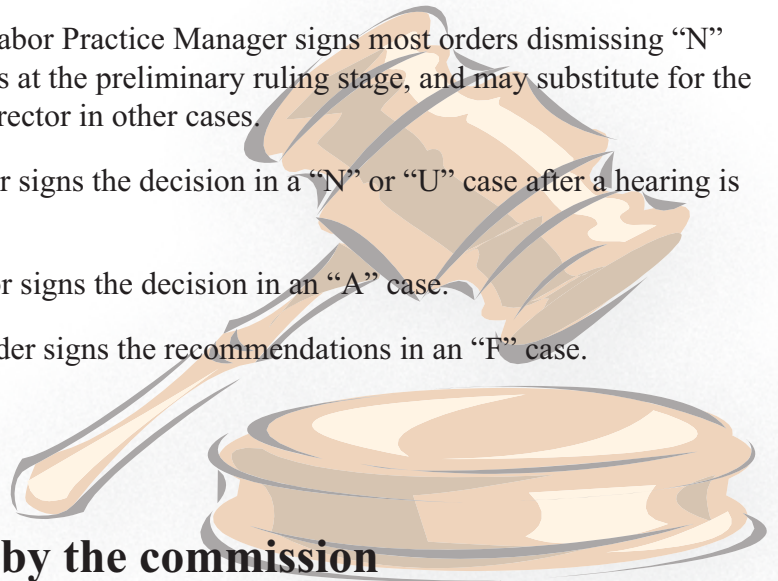 abor Practice Manager signs most orders dismissing “N”
s at the preliminary ruling stage, and may substitute for the
rector in other cases.
r signs the decision in a “N” or “U” case after a hearing is
or signs the decision in an “A” case.
der signs the recommendations in an “F” case.
by the commission